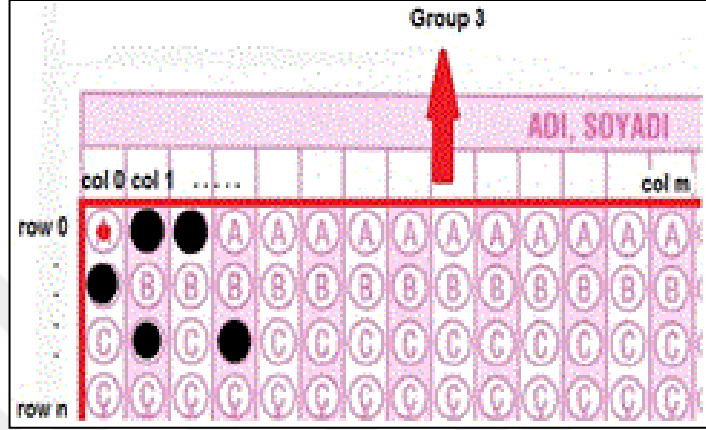 Group 3
ADI, SOYADI
col 0 col 1 ..... col m
row 0 A A A A A A A A A A A
B B B B B B B B B B B B B
C C C C C C C C C C C C
row n Ç Ç Ç Ç Ç Ç Ç Ç Ç Ç Ç Ç Ç Ç